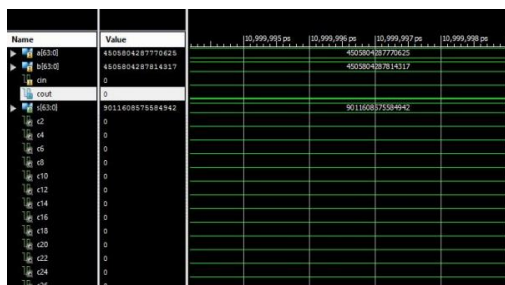 Name Value 10,999,995 ps 10,999,996 ps 10,999,997 ps 10,999,998 ps
a[63:0] 4505804287770625 4505804287770625
b[63:0] 4505804287814317 4505804287814317
cin 0
cout 0
s[63:0] 9011608575584942 9011608575584942
c2 0
c4 0
c6 0
c8 0
c10 0
c12 0
c14 0
c16 0
c18 0
c20 0
c22 0
c24 0